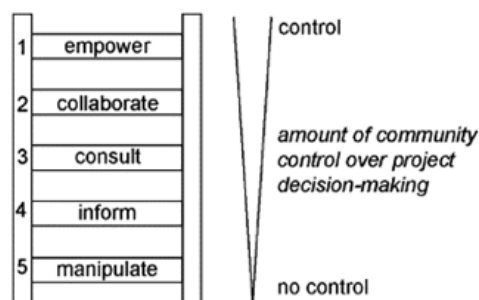 1 empower
2 collaborate
3 consult
4 inform
5 manipulate
control
amount of community
control over project
decision-making
no control